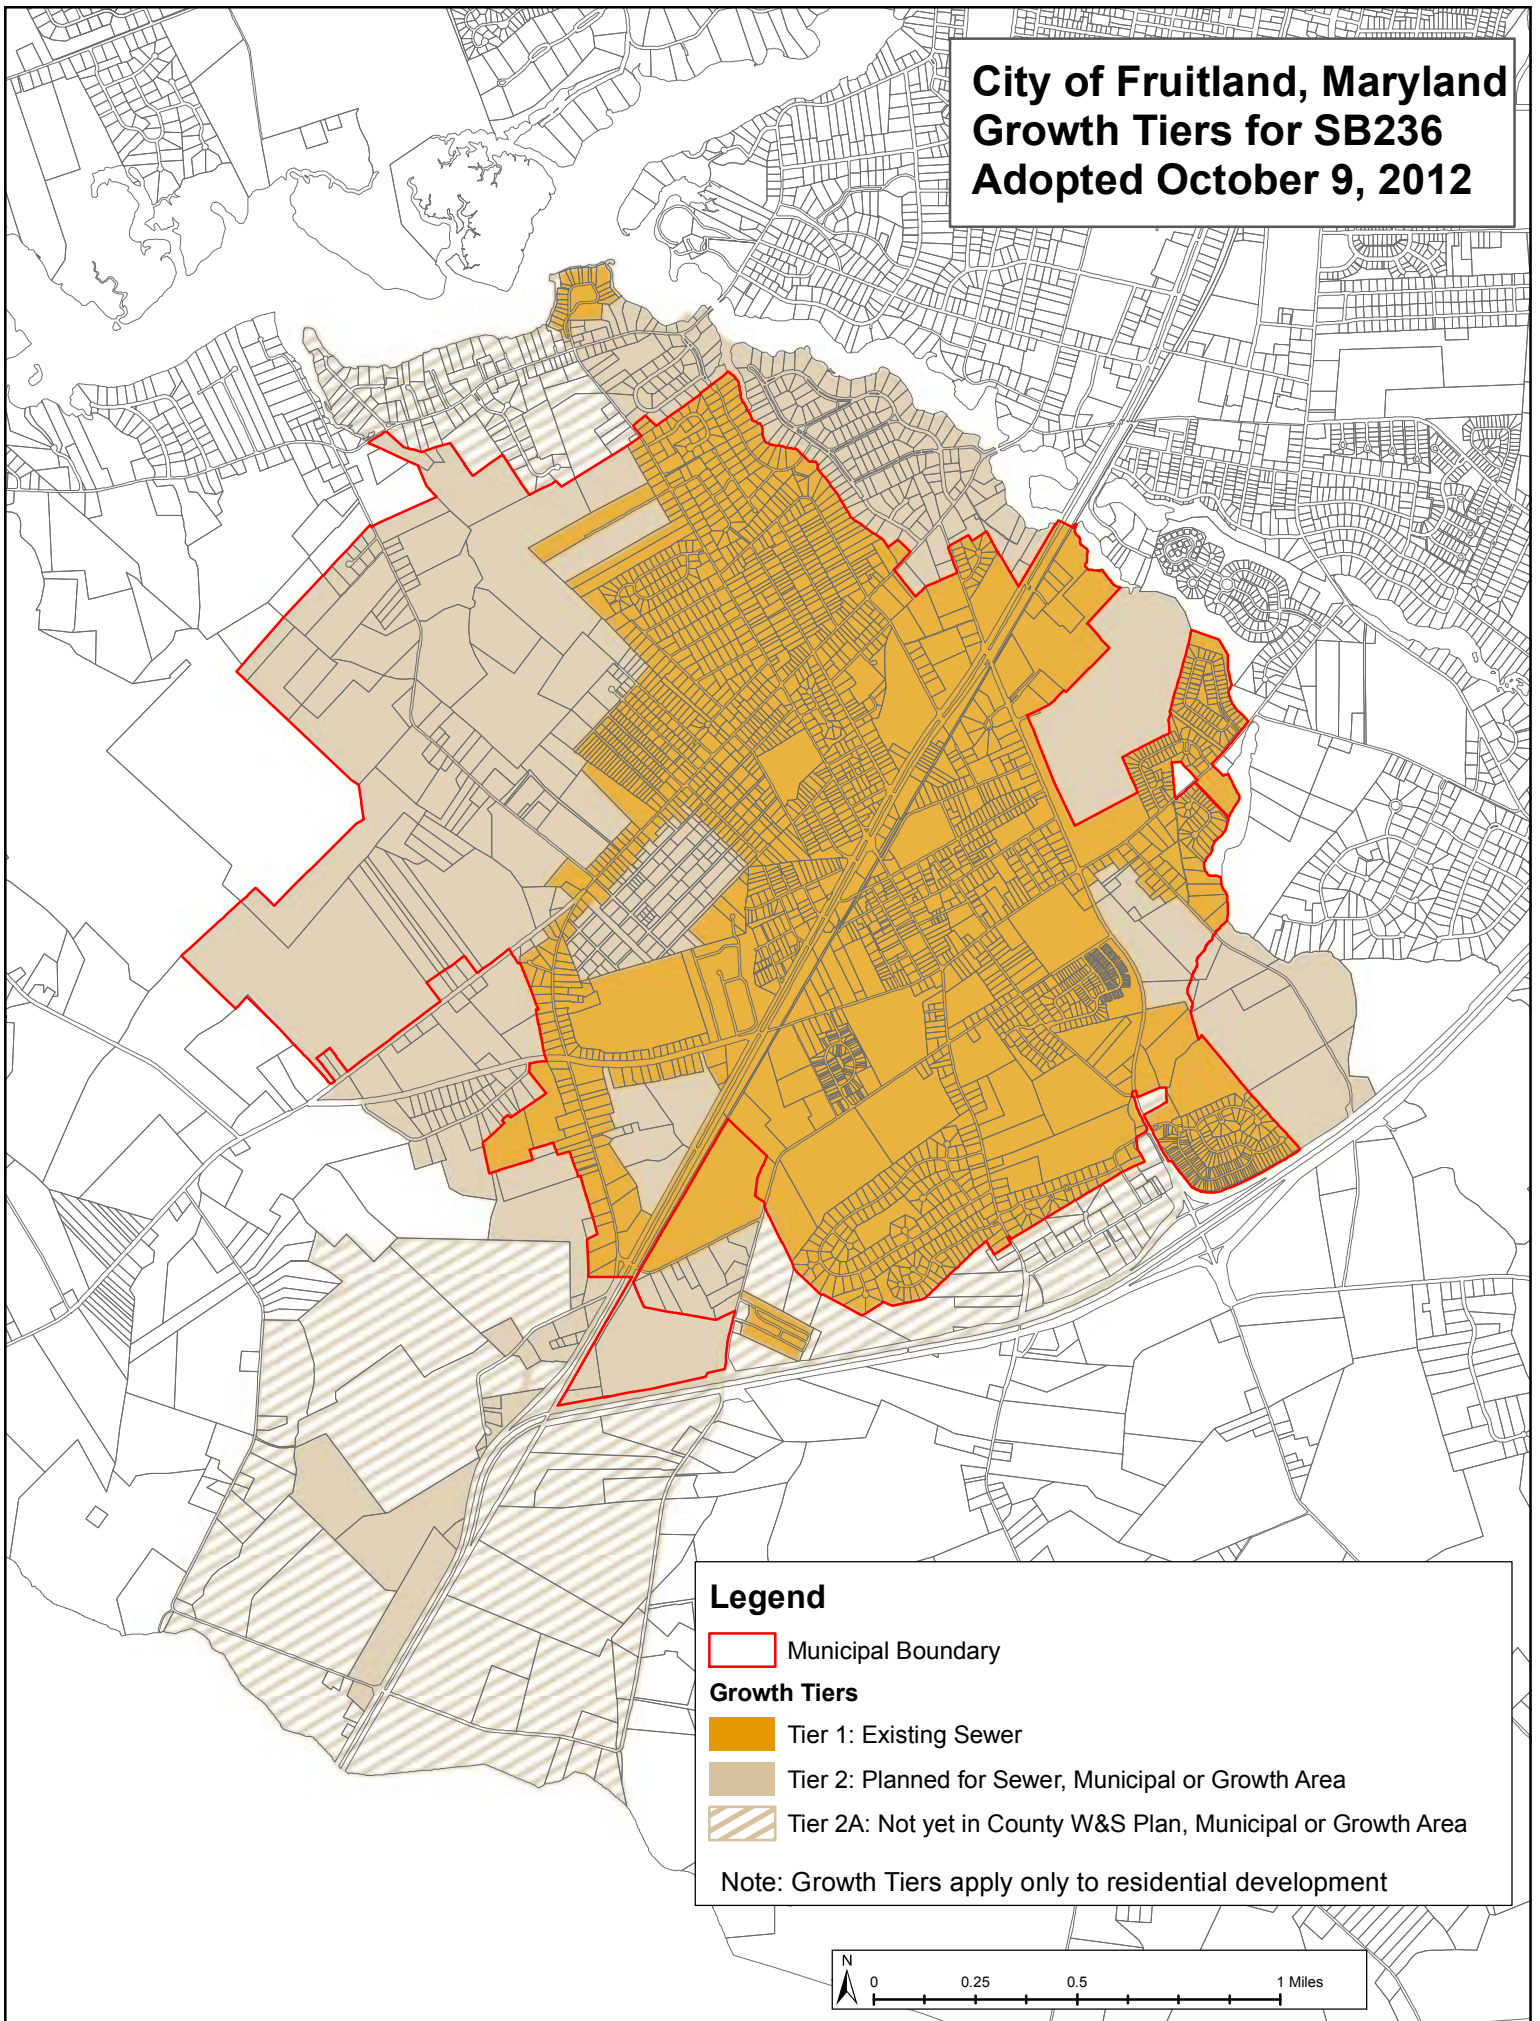 City of Fruitland, Maryland
Growth Tiers for SB236
Adopted October 9, 2012
Legend
Municipal Boundary
Growth Tiers
Tier 1: Existing Sewer
Tier 2: Planned for Sewer, Municipal or Growth Area
Tier 2A: Not yet in County W&S Plan, Municipal or Growth Area
Note: Growth Tiers apply only to residential development
N
0 0.25 0.5 1 Miles